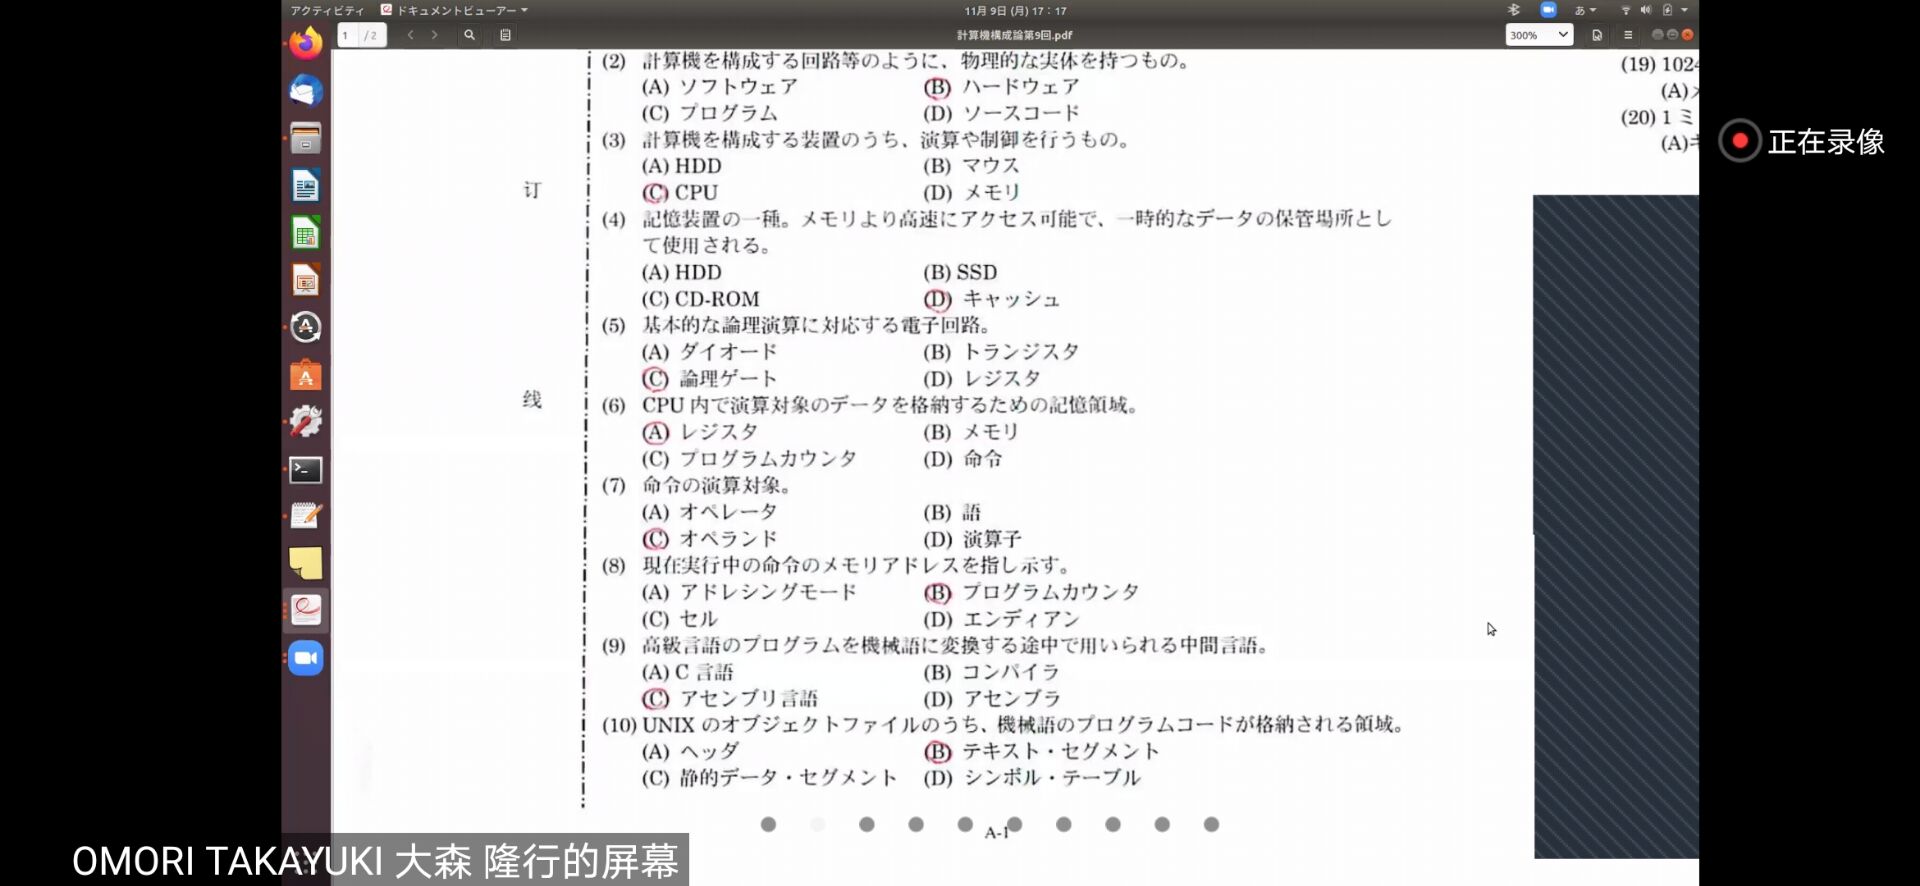 アクティビティ ドキュメントビューアー 11月 9日 (月) 17：17 あ
1 / 2 計算機構成論第9回.pdf 300%
(2) 計算機を構成する回路等のように、物理的な実体を持つもの。
(A) ソフトウェア (B) ハードウェア
(C) プログラム (D) ソースコード
(3) 計算機を構成する装置のうち、演算や制御を行うもの。
(A) HDD (B) マウス
(C) CPU (D) メモリ
(4) 記憶装置の一種。メモリより高速にアクセス可能で、一時的なデータの保管場所とし
て使用される。
(A) HDD (B) SSD
(C) CD-ROM (D) キャッシュ
(5) 基本的な論理演算に対応する電子回路。
(A) ダイオード (B) トランジスタ
(C) 論理ゲート (D) レジスタ
(6) CPU 内で演算対象のデータを格納するための記憶領域。
(A) レジスタ (B) メモリ
(C) プログラムカウンタ (D) 命令
(7) 命令の演算対象。
(A) オペレータ (B) 語
(C) オペランド (D) 演算子
(8) 現在実行中の命令のメモリアドレスを指し示す。
(A) アドレシングモード (B) プログラムカウンタ
(C) セル (D) エンディアン
(9) 高級言語のプログラムを機械語に変換する途中で用いられる中間言語。
(A) C 言語 (B) コンパイラ
(C) アセンブリ言語 (D) アセンブラ
(10) UNIX のオブジェクトファイルのうち、機械語のプログラムコードが格納される領域。
(A) ヘッダ (B) テキスト・セグメント
(C) 静的データ・セグメント (D) シンボル・テーブル
A-1
订
线
(19) 1024
(A)
(20) 1 ミ
(A)
正在录像
OMORI TAKAYUKI 大森 隆行的屏幕